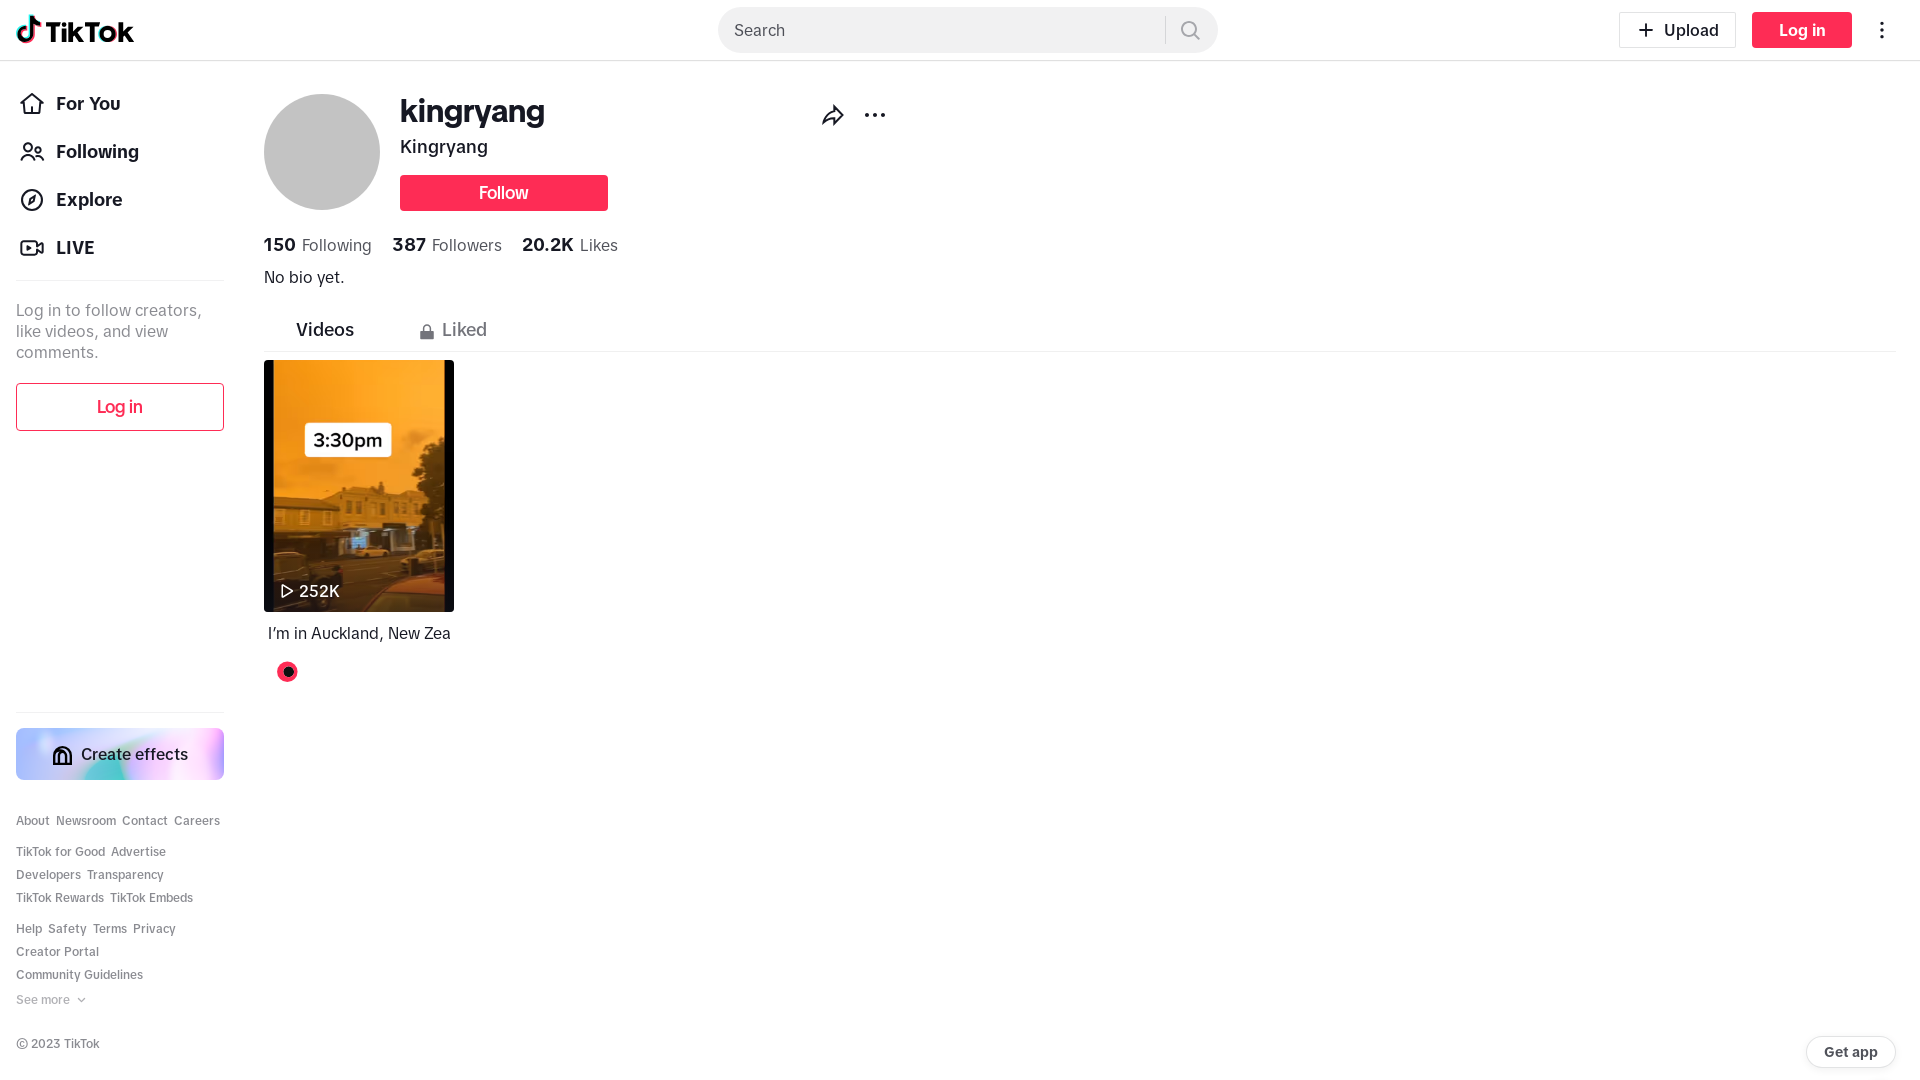 TikTok
Search
Upload
Log in
For You
Following
Explore
LIVE
Log in to follow creators,
like videos, and view
comments.
Log in
Create effects
About Newsroom Contact Careers
TikTok for Good Advertise
Developers Transparency
TikTok Rewards TikTok Embeds
Help Safety Terms Privacy
Creator Portal
Community Guidelines
See more
© 2023 TikTok
kingryang
Kingryang
Follow
150 Following 387 Followers 20.2K Likes
No bio yet.
Videos
Liked
3:30pm
252K
I’m in Auckland, New Zea
Get app